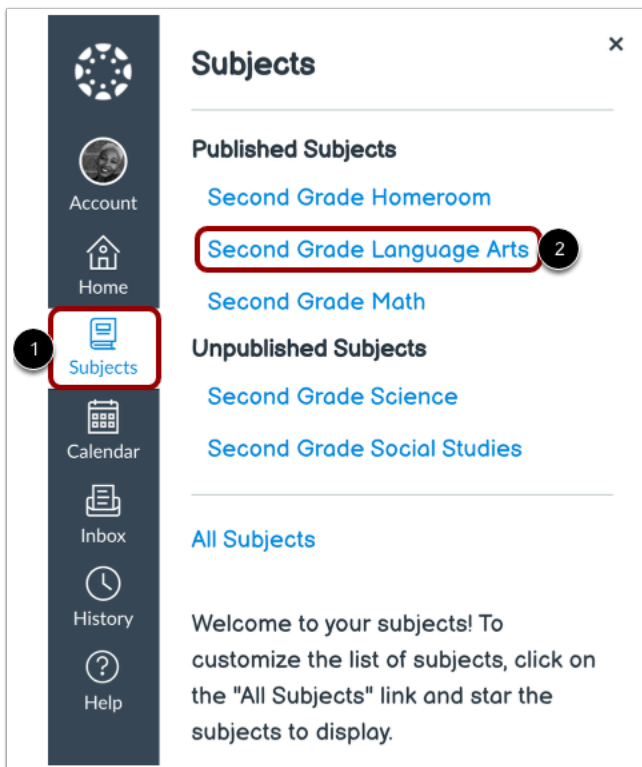 Subjects
×
Published Subjects
Account
Second Grade Homeroom
Second Grade Language Arts
2
Home
Second Grade Math
1
Subjects
Unpublished Subjects
Second Grade Science
Calendar
Second Grade Social Studies
Inbox
All Subjects
History
Welcome to your subjects! To
customize the list of subjects, click on
the "All Subjects" link and star the
subjects to display.
Help